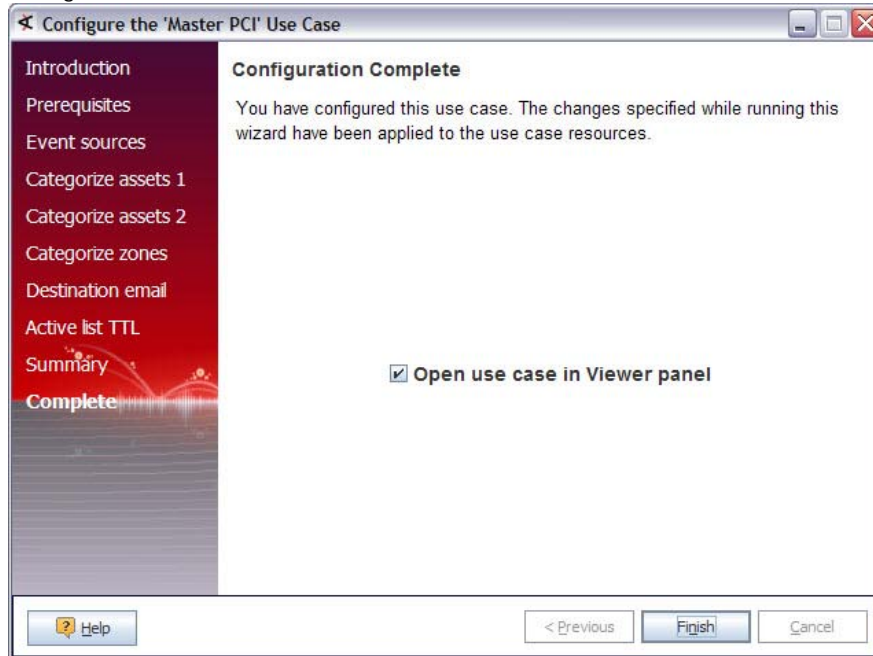 Configure the 'Master PCI' Use Case
Introduction
Prerequisites
Event sources
Categorize assets 1
Categorize assets 2
Categorize zones
Destination email
Active list TTL
Summary
Complete
Configuration Complete
You have configured this use case. The changes specified while running this
wizard have been applied to the use case resources.
Open use case in Viewer panel
Help
< Previous
Finish
Cancel